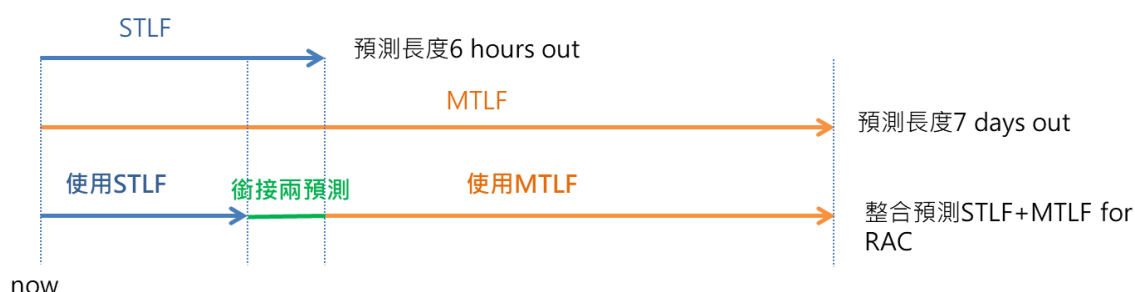 STLF
預測長度6 hours out
MTLF
預測長度7 days out
使用STLF
銜接兩預測
使用MTLF
整合預測STLF+MTLF for
RAC
now